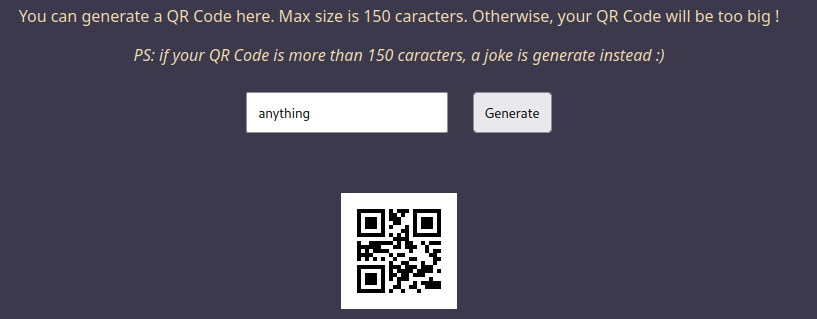 You can generate a QR Code here. Max size is 150 caracters. Otherwise, your QR Code will be too big !
PS: if your QR Code is more than 150 caracters, a joke is generate instead :)
anything
Generate